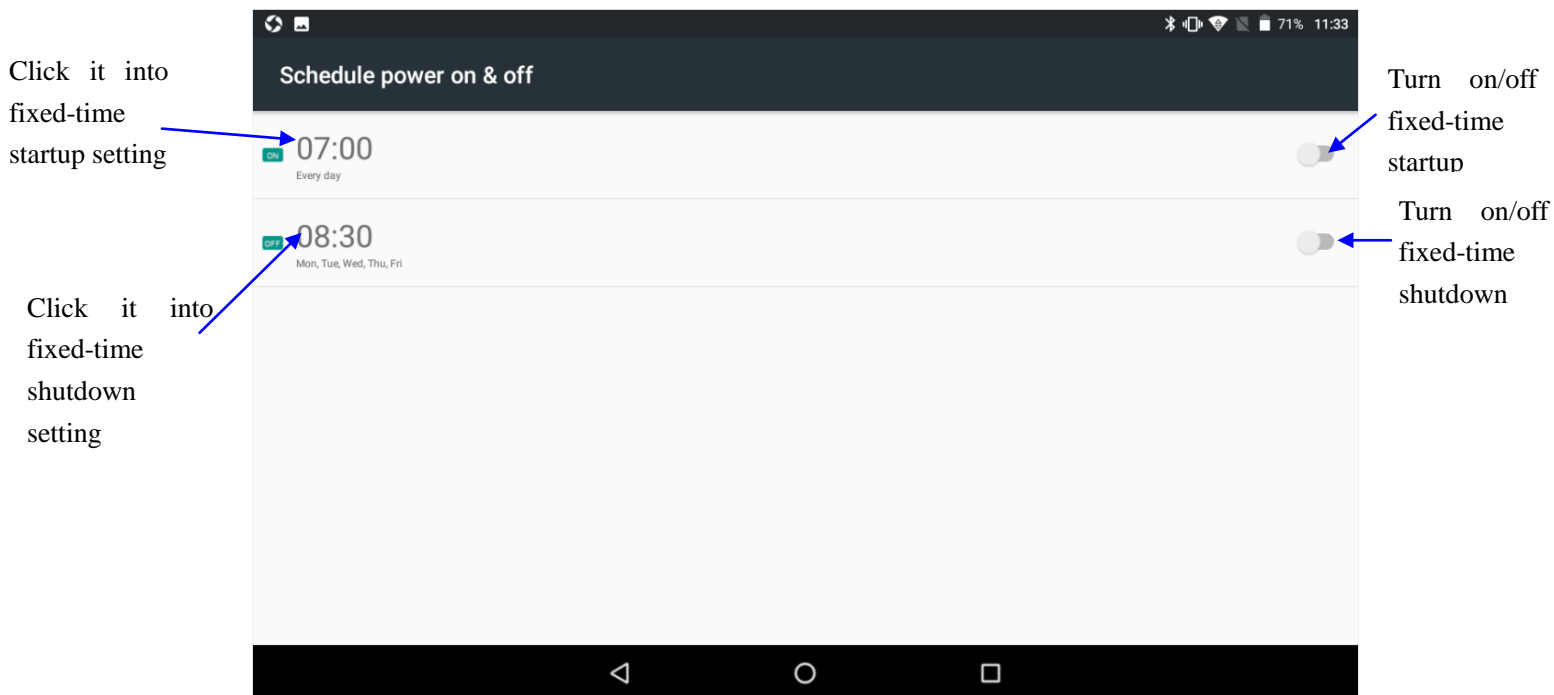 71% 11:33
Schedule power on & off
Click it into
fixed-time
startup setting
ON 07:00
Every day
Turn on/off
fixed-time
startup
OFF 08:30
Mon, Tue, Wed, Thu, Fri
Turn on/off
fixed-time
shutdown
Click it into
fixed-time
shutdown
setting